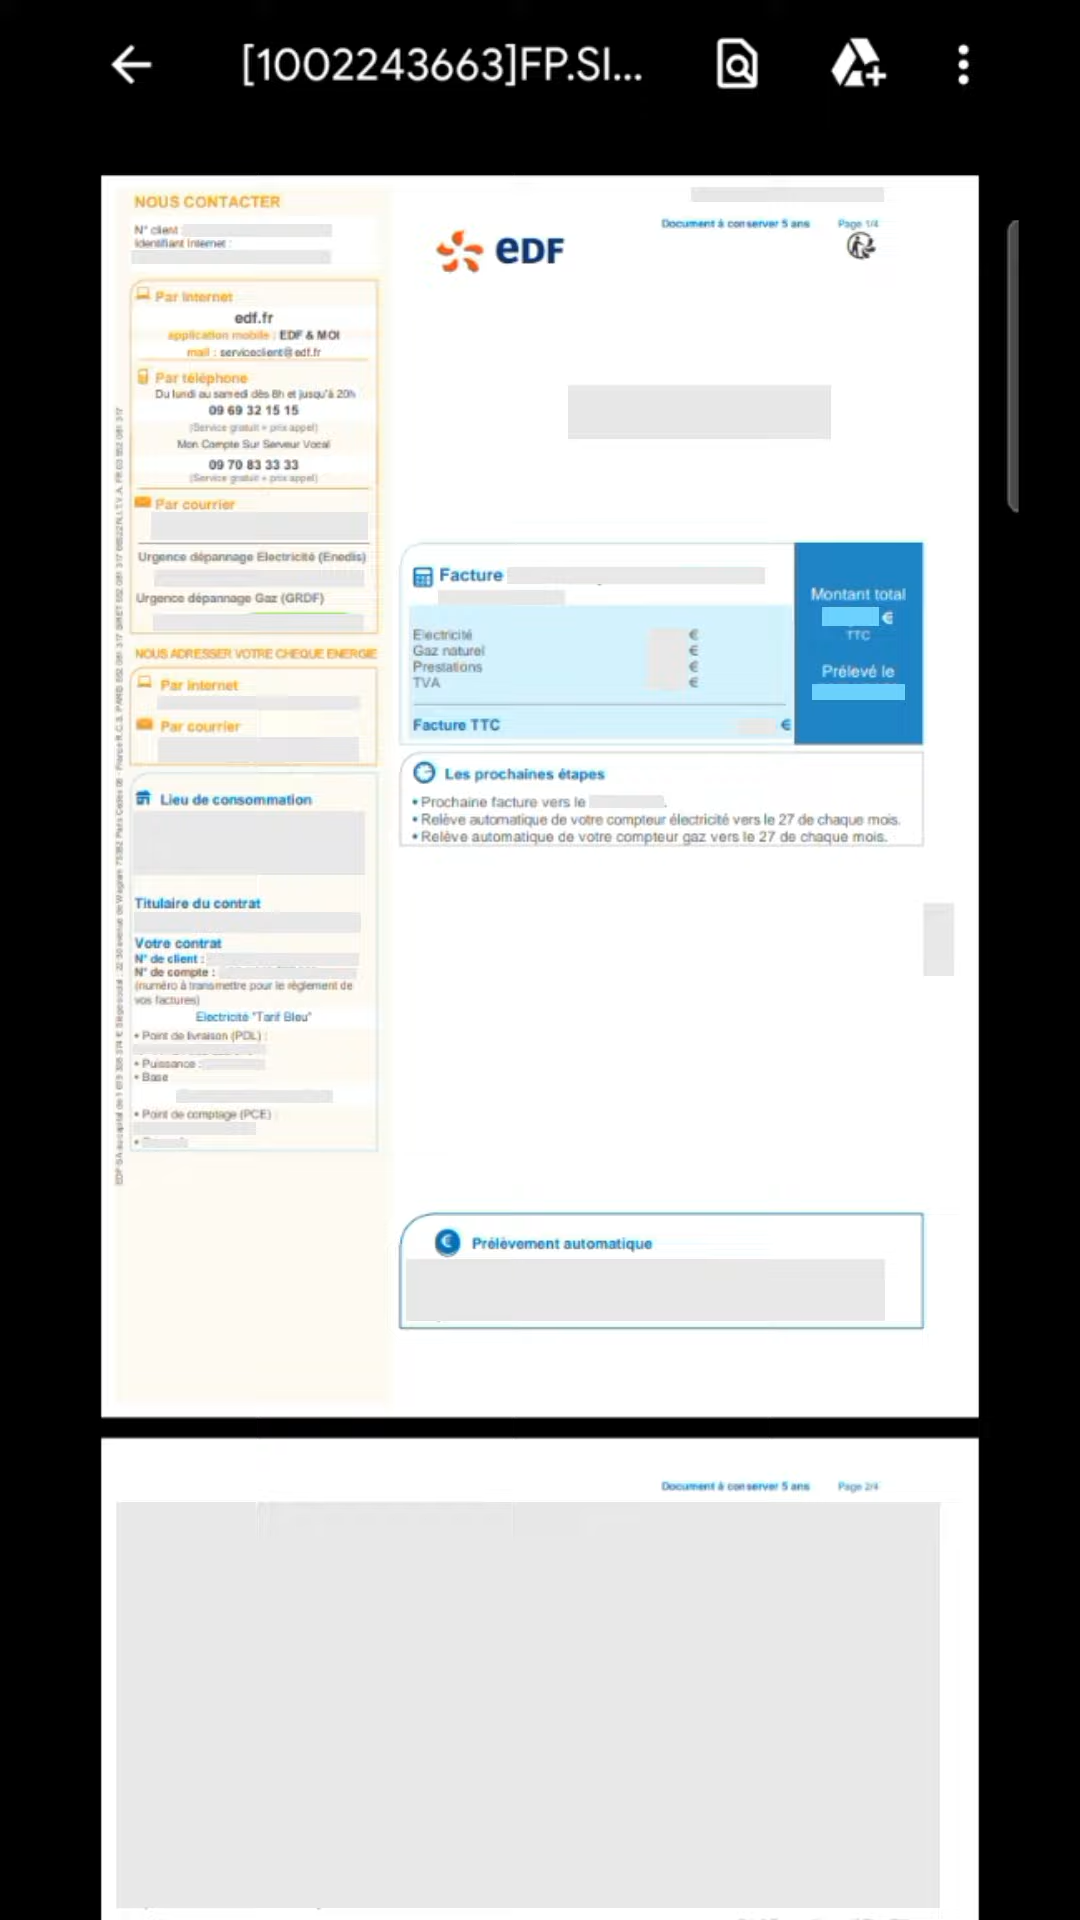 [1002243663]FP.SI...
NOUS CONTACTER
N° client :
Identifiant Internet :
Par Internet
edf.fr
application mobile : EDF & MOI
mail : serviceclient@edf.fr
Par téléphone
Du lundi au samedi dès 8h et jusqu'à 20h
09 69 32 15 15
(Service gratuit + prix appel)
Mon Compte Sur Serveur Vocal
09 70 83 33 33
(Service gratuit + prix appel)
Par courrier
Urgence dépannage Electricité (Enedis)
Urgence dépannage Gaz (GRDF)
NOUS ADRESSER VOTRE CHEQUE ENERGIE
Par Internet
Par courrier
Lieu de consommation
Titulaire du contrat
Votre contrat
N° de client :
N° de compte :
(numéro à transmettre pour le règlement de
vos factures)
Electricité "Tarif Bleu"
• Point de livraison (PDL) :
• Puissance :
• Base
• Point de comptage (PCE) :
Document à conserver 5 ans
Page 1/4
eDF
Facture
Electricité €
Gaz naturel €
Prestations €
TVA €
Facture TTC €
Montant total
€
TTC
Prélevé le
Les prochaines étapes
• Prochaine facture vers le .
• Relève automatique de votre compteur électricité vers le 27 de chaque mois.
• Relève automatique de votre compteur gaz vers le 27 de chaque mois.
€ Prélèvement automatique
Document à conserver 5 ans
Page 2/4